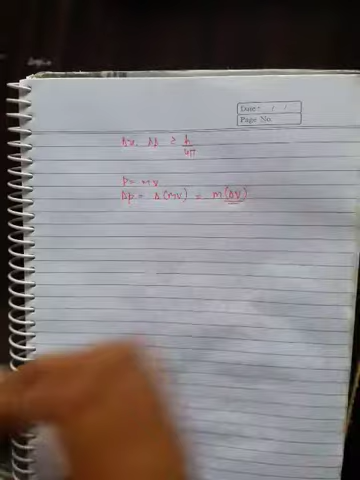 Date: / /
Page No.
Δx. Δp ≥ h/4π
P = mv
Δp = Δ(mv) = m(Δv)